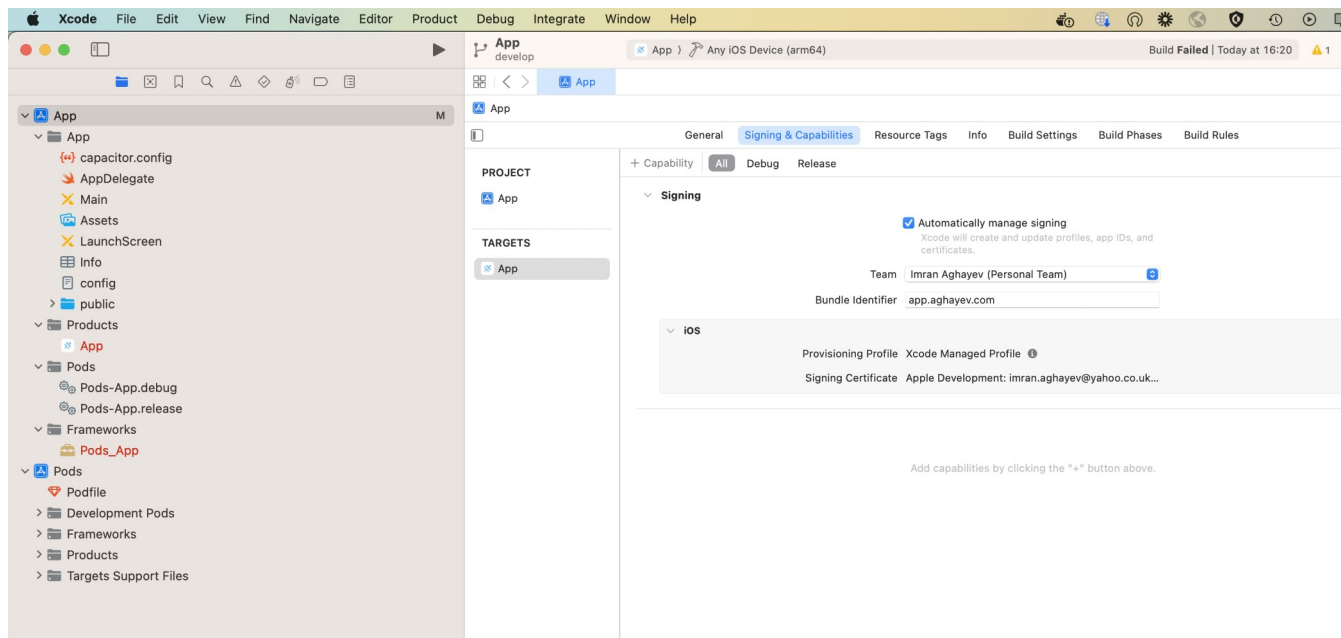 Xcode File Edit View Find Navigate Editor Product Debug Integrate Window Help
App
develop
App Any iOS Device (arm64)
Build Failed | Today at 16:20
1
App
App M
App
capacitor.config
AppDelegate
Main
Assets
LaunchScreen
Info
config
public
Products
App
Pods
Pods-App.debug
Pods-App.release
Frameworks
Pods_App
Pods
Podfile
Development Pods
Frameworks
Products
Targets Support Files
App
General Signing & Capabilities Resource Tags Info Build Settings Build Phases Build Rules
PROJECT
App
TARGETS
App
+ Capability All Debug Release
Signing
Automatically manage signing
Xcode will create and update profiles, app IDs, and
certificates.
Team Imran Aghayev (Personal Team)
Bundle Identifier app.aghayev.com
iOS
Provisioning Profile Xcode Managed Profile
Signing Certificate Apple Development: imran.aghayev@yahoo.co.uk...
Add capabilities by clicking the "+" button above.